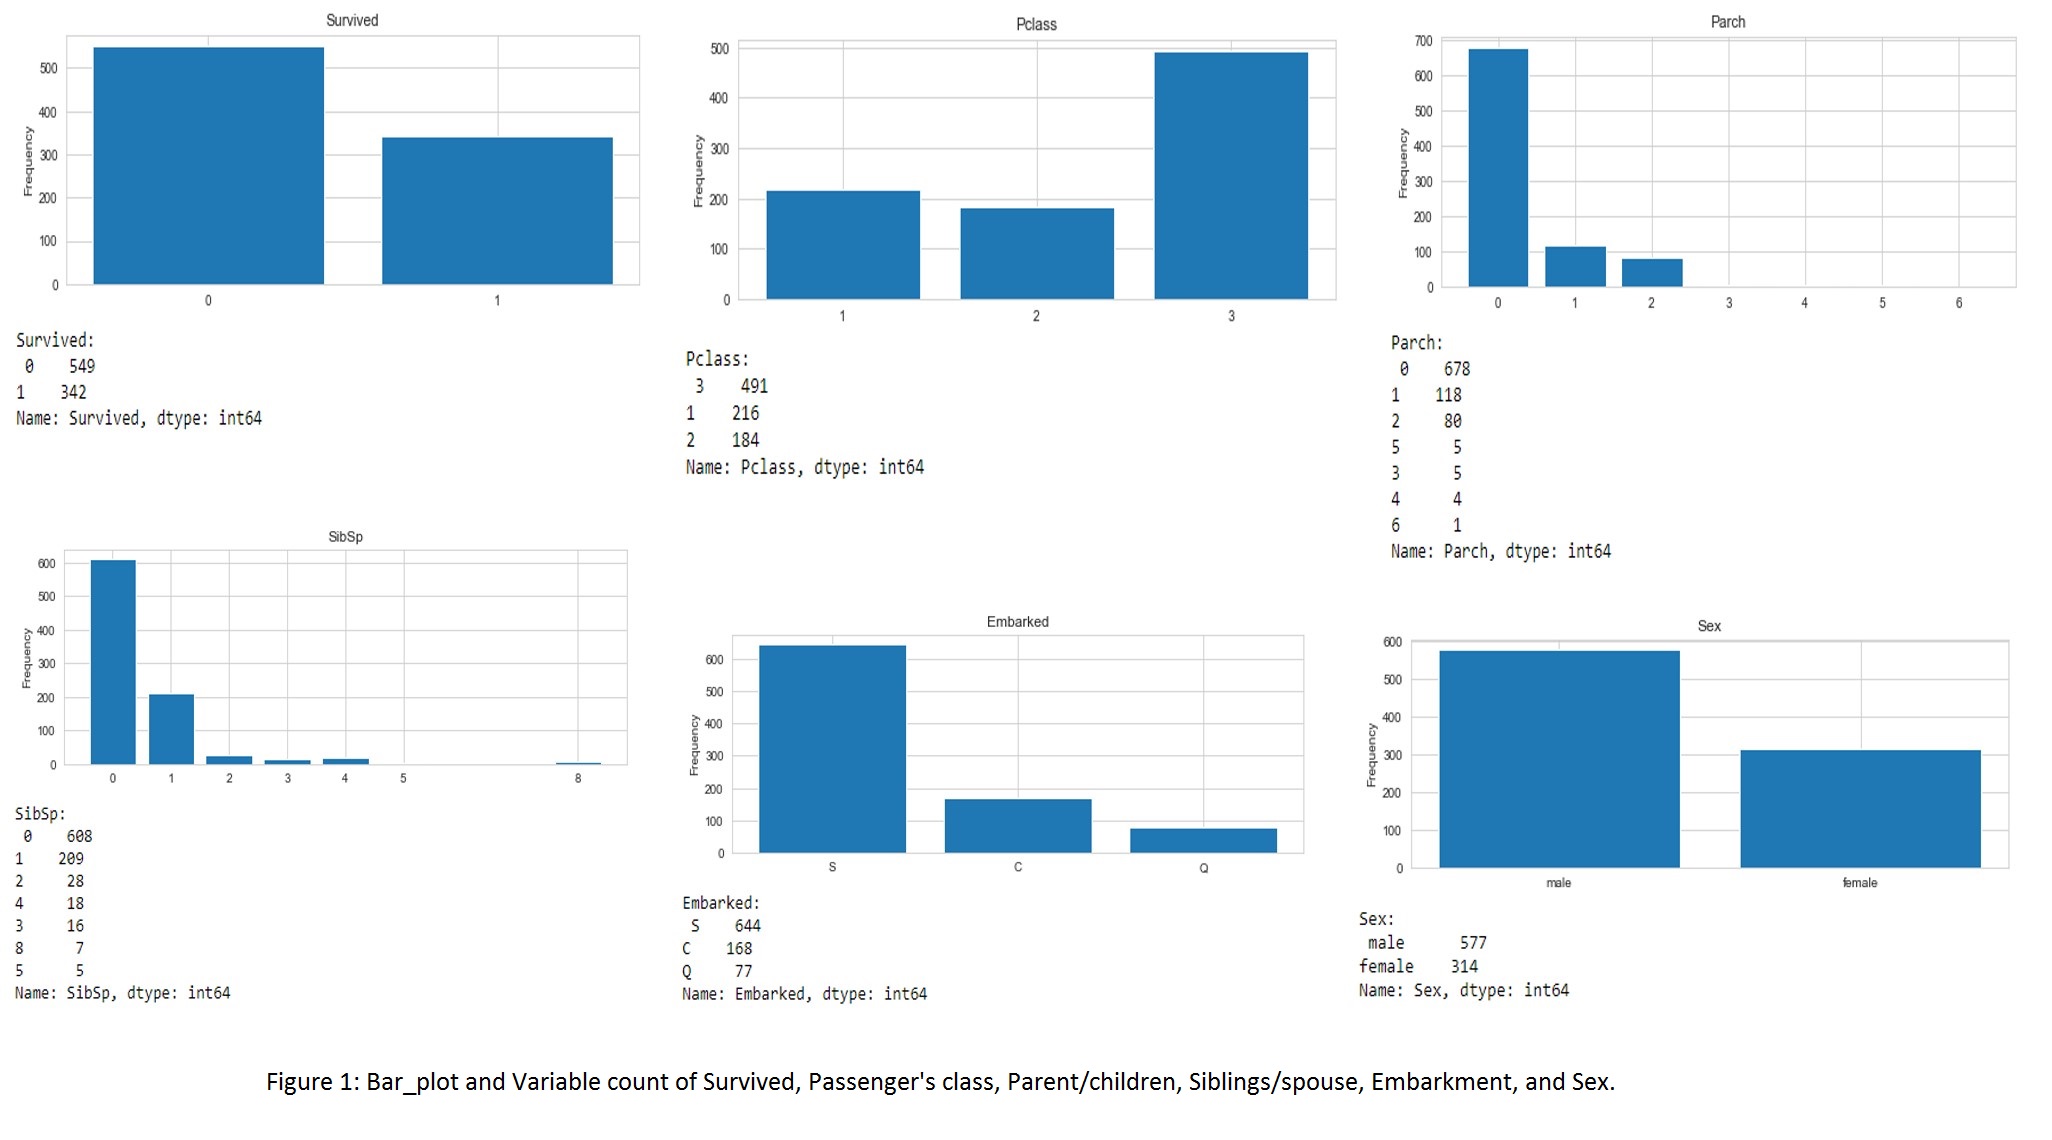 Survived
Frequency
500
400
300
200
100
0
0 1
Survived:
0 549
1 342
Name: Survived, dtype: int64
Pclass
Frequency
500
400
300
200
100
0
1 2 3
Pclass:
3 491
1 216
2 184
Name: Pclass, dtype: int64
Parch
Frequency
700
600
500
400
300
200
100
0
0 1 2 3 4 5 6
Parch:
0 678
1 118
2 80
5 5
3 5
4 4
6 1
Name: Parch, dtype: int64
SibSp
Frequency
600
500
400
300
200
100
0
0 1 2 3 4 5 8
SibSp:
0 608
1 209
2 28
4 18
3 16
8 7
5 5
Name: SibSp, dtype: int64
Embarked
Frequency
600
500
400
300
200
100
0
S C Q
Embarked:
S 644
C 168
Q 77
Name: Embarked, dtype: int64
Sex
Frequency
600
500
400
300
200
100
0
male female
Sex:
male 577
female 314
Name: Sex, dtype: int64
Figure 1: Bar_plot and Variable count of Survived, Passenger's class, Parent/children, Siblings/spouse, Embarkment, and Sex.